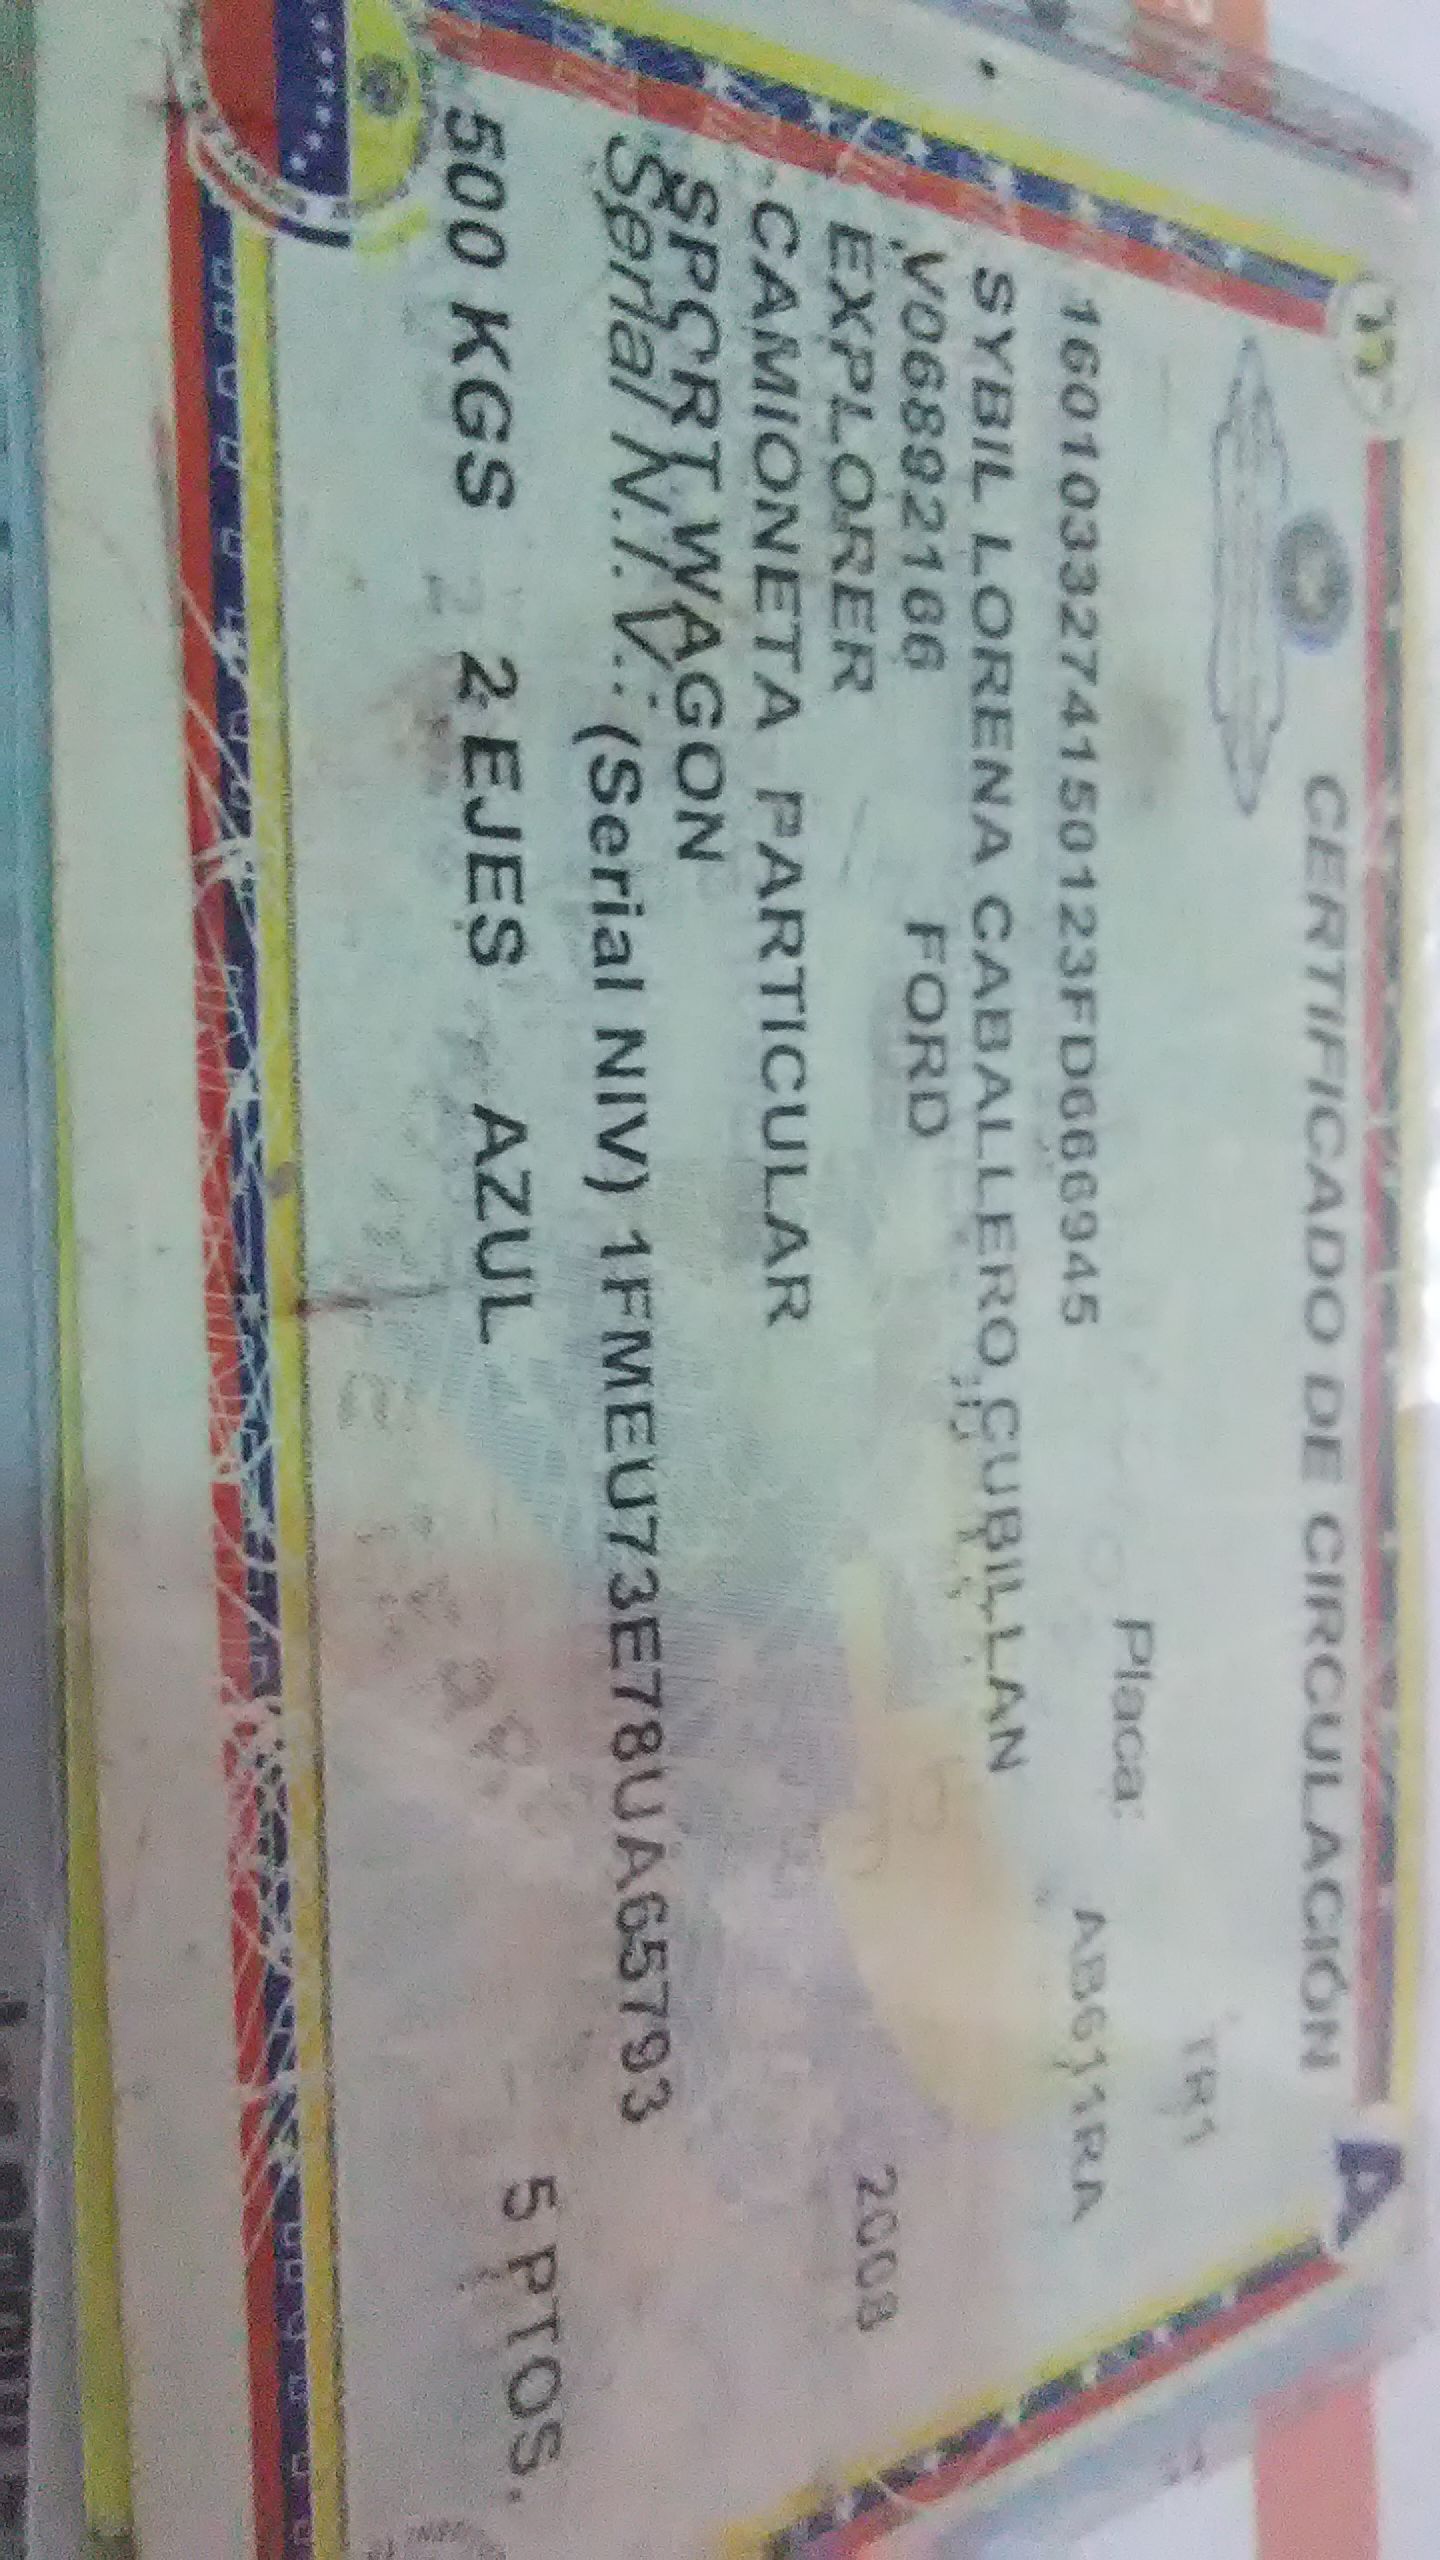 CERTIFICADO DE CIRCULACIÓN
TR1
Placa:
1601033274150123FD666945 AB611RA
SYBIL LORENA CABALLERO CUBILLAN
V06892166 FORD
EXPLORER 2008
CAMIONETA PARTICULAR
SPORT WAGON
Serial N.I.V.: (Serial NIV) 1FMEU73E78UA65793
500 KGS 2 EJES AZUL 5 PTOS.